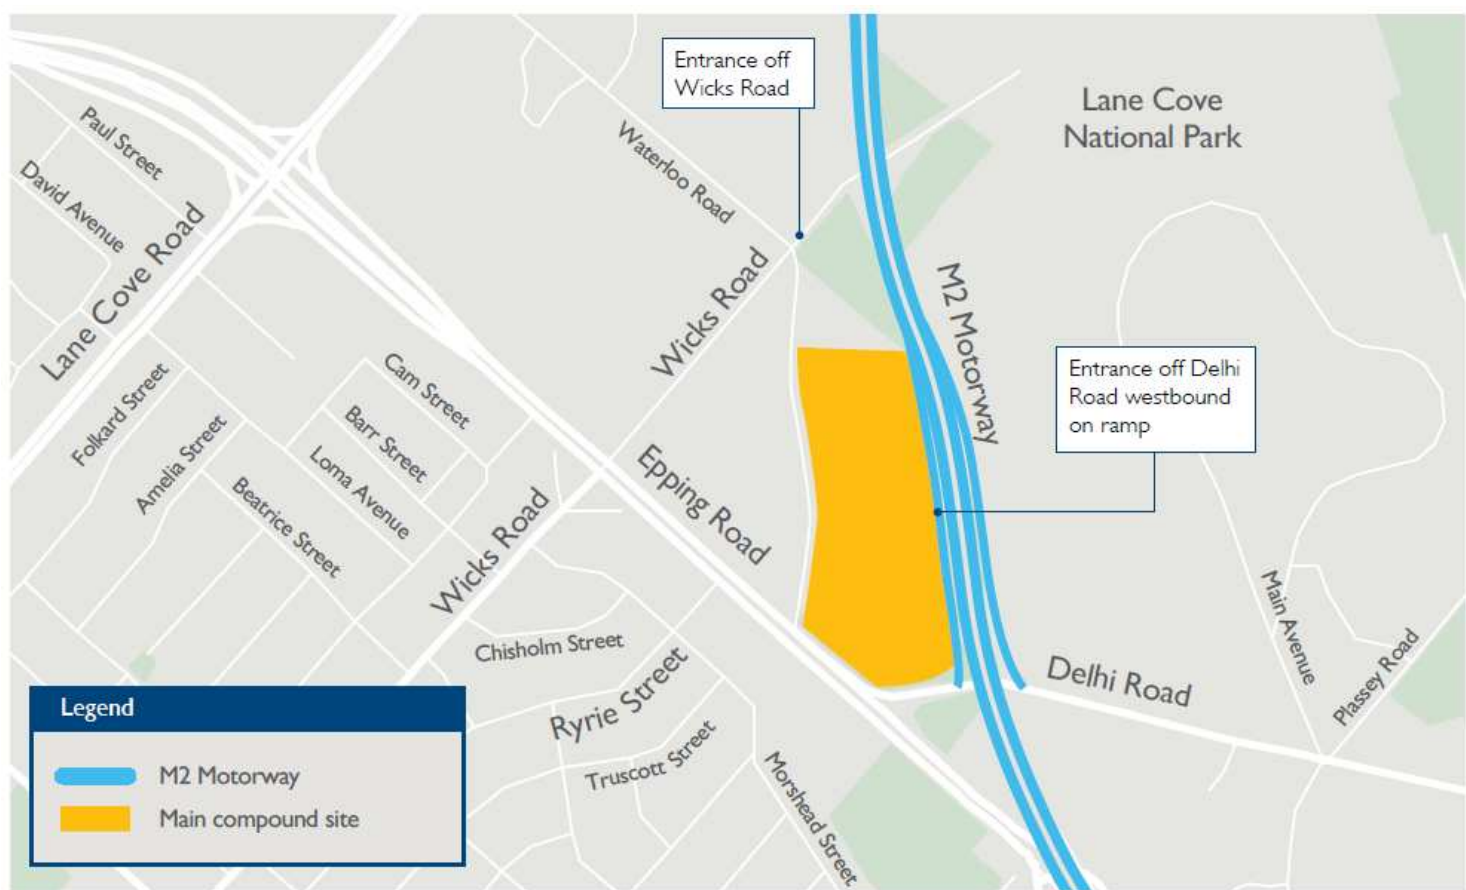 Entrance off
Wicks Road
Lane Cove
National Park
Paul Street
David Avenue
Waterloo Road
Lane Cove Road
Wicks Road
M2 Motorway
Entrance off Delhi
Road westbound
on ramp
Folkard Street
Cam Street
Barr Street
Amelia Street
Loma Avenue
Beatrice Street
Epping Road
Wicks Road
Main Avenue
Chisholm Street
Ryrie Street
Delhi Road
Plassey Road
Truscott Street
Morshead Street
Legend
M2 Motorway
Main compound site